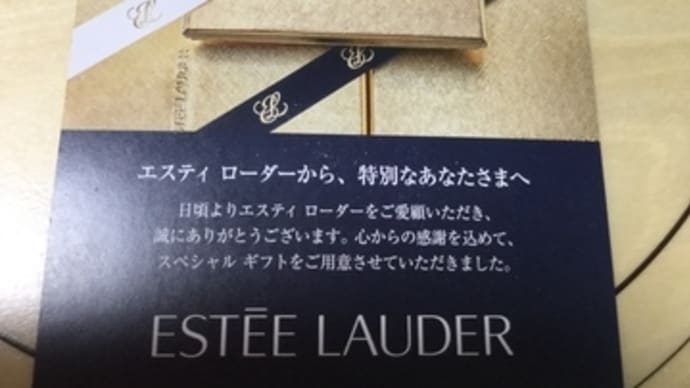 エスティ ローダーから、特別なあなたさまへ
日頃よりエスティ ローダーをご愛顧いただき、
誠にありがとうございます。心からの感謝を込めて、
スペシャル ギフトをご用意させていただきました。
ESTĒE LAUDER